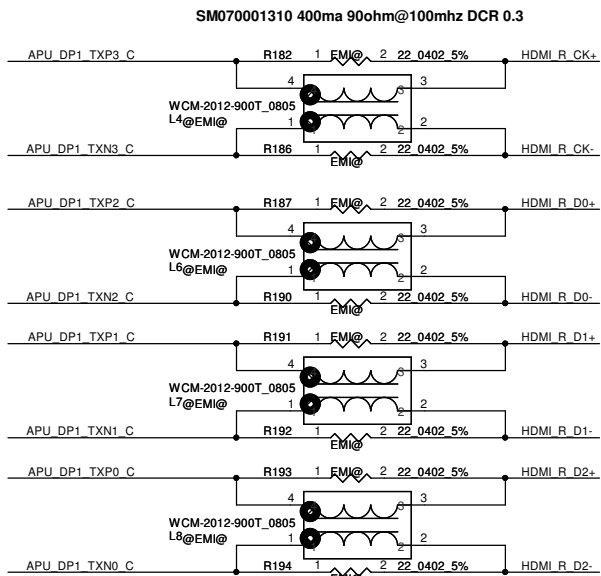 SM070001310 400ma 90ohm@100mhz DCR 0.3
APU_DP1_TXP3_C R182 1 EMI@ 2 22_0402_5% HDMI_R_CK+
4 3
WCM-2012-900T_0805
L4@EMI@ 1 2
APU_DP1_TXN3_C R186 1 EMI@ 2 22_0402_5% HDMI_R_CK-
APU_DP1_TXP2_C R187 1 EMI@ 2 22_0402_5% HDMI_R_D0+
4 3
WCM-2012-900T_0805
L6@EMI@ 1 2
APU_DP1_TXN2_C R190 1 EMI@ 2 22_0402_5% HDMI_R_D0-
APU_DP1_TXP1_C R191 1 EMI@ 2 22_0402_5% HDMI_R_D1+
4 3
WCM-2012-900T_0805
L7@EMI@ 1 2
APU_DP1_TXN1_C R192 1 EMI@ 2 22_0402_5% HDMI_R_D1-
APU_DP1_TXP0_C R193 1 EMI@ 2 22_0402_5% HDMI_R_D2+
4 3
WCM-2012-900T_0805
L8@EMI@ 1 2
APU_DP1_TXN0_C R194 1 EMI@ 2 22_0402_5% HDMI_R_D2-